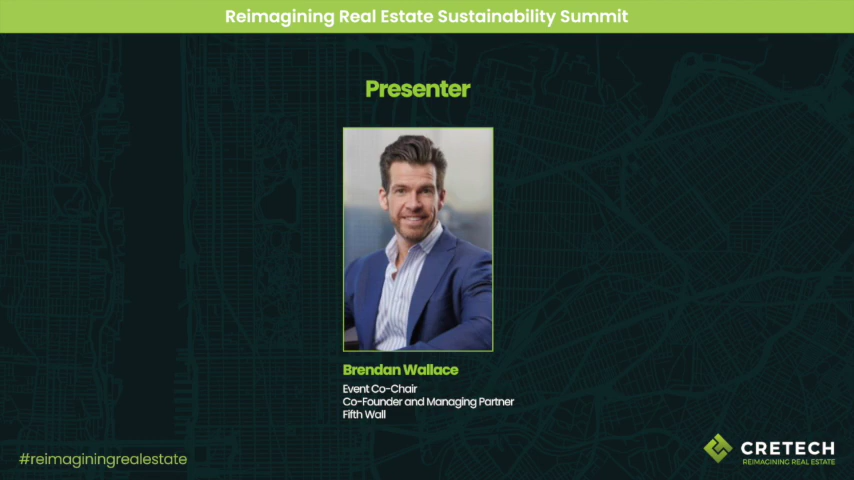 Reimagining Real Estate Sustainability Summit
Presenter
Brendan Wallace
Event Co-Chair
Co-Founder and Managing Partner
Fifth Wall
#reimaginingrealestate
CRETECH
REIMAGINING REAL ESTATE